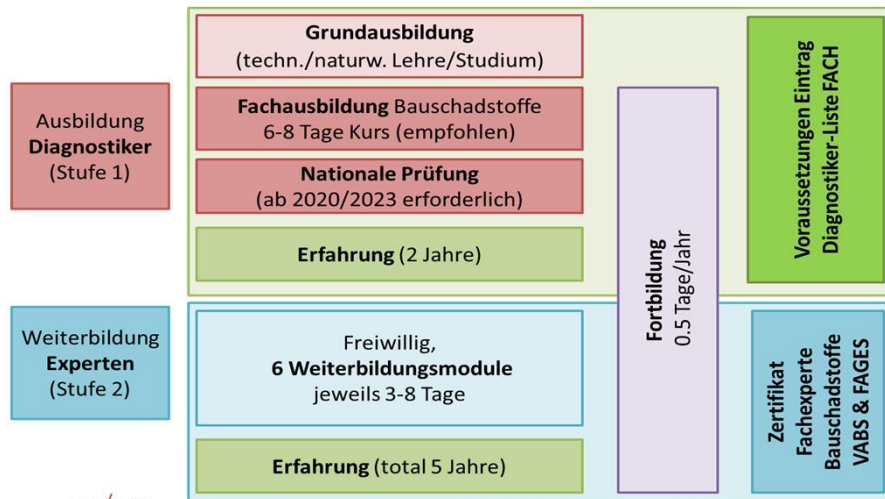 Grundausbildung
(techn./naturw. Lehre/Studium)
Ausbildung
Diagnostiker
(Stufe 1)
Fachausbildung Bauschadstoffe
6-8 Tage Kurs (empfohlen)
Nationale Prüfung
(ab 2020/2023 erforderlich)
Erfahrung (2 Jahre)
Fortbildung
0.5 Tage/Jahr
Voraussetzungen Eintrag
Diagnostiker-Liste FACH
Weiterbildung
Experten
(Stufe 2)
Freiwillig,
6 Weiterbildungsmodule
jeweils 3-8 Tage
Erfahrung (total 5 Jahre)
Zertifikat
Fachexperte
Bauschadstoffe
VABS & FAGES